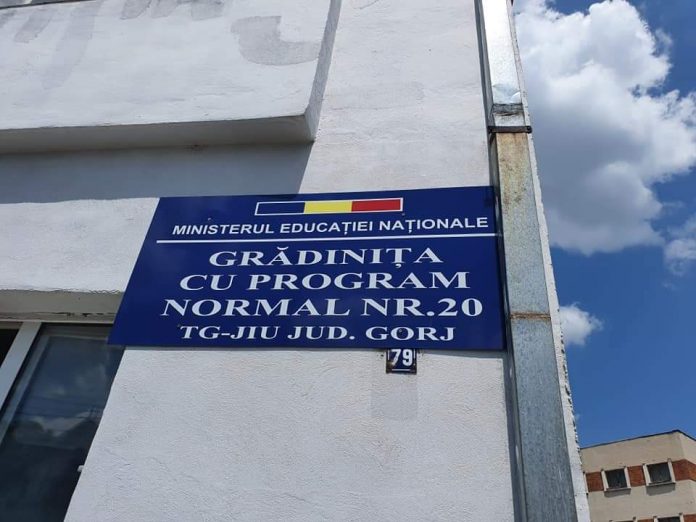 MINISTERUL EDUCAȚIEI NAȚIONALE
GRĂDINIȚA
CU PROGRAM
NORMAL NR.20
TG-JIU JUD. GORJ
79